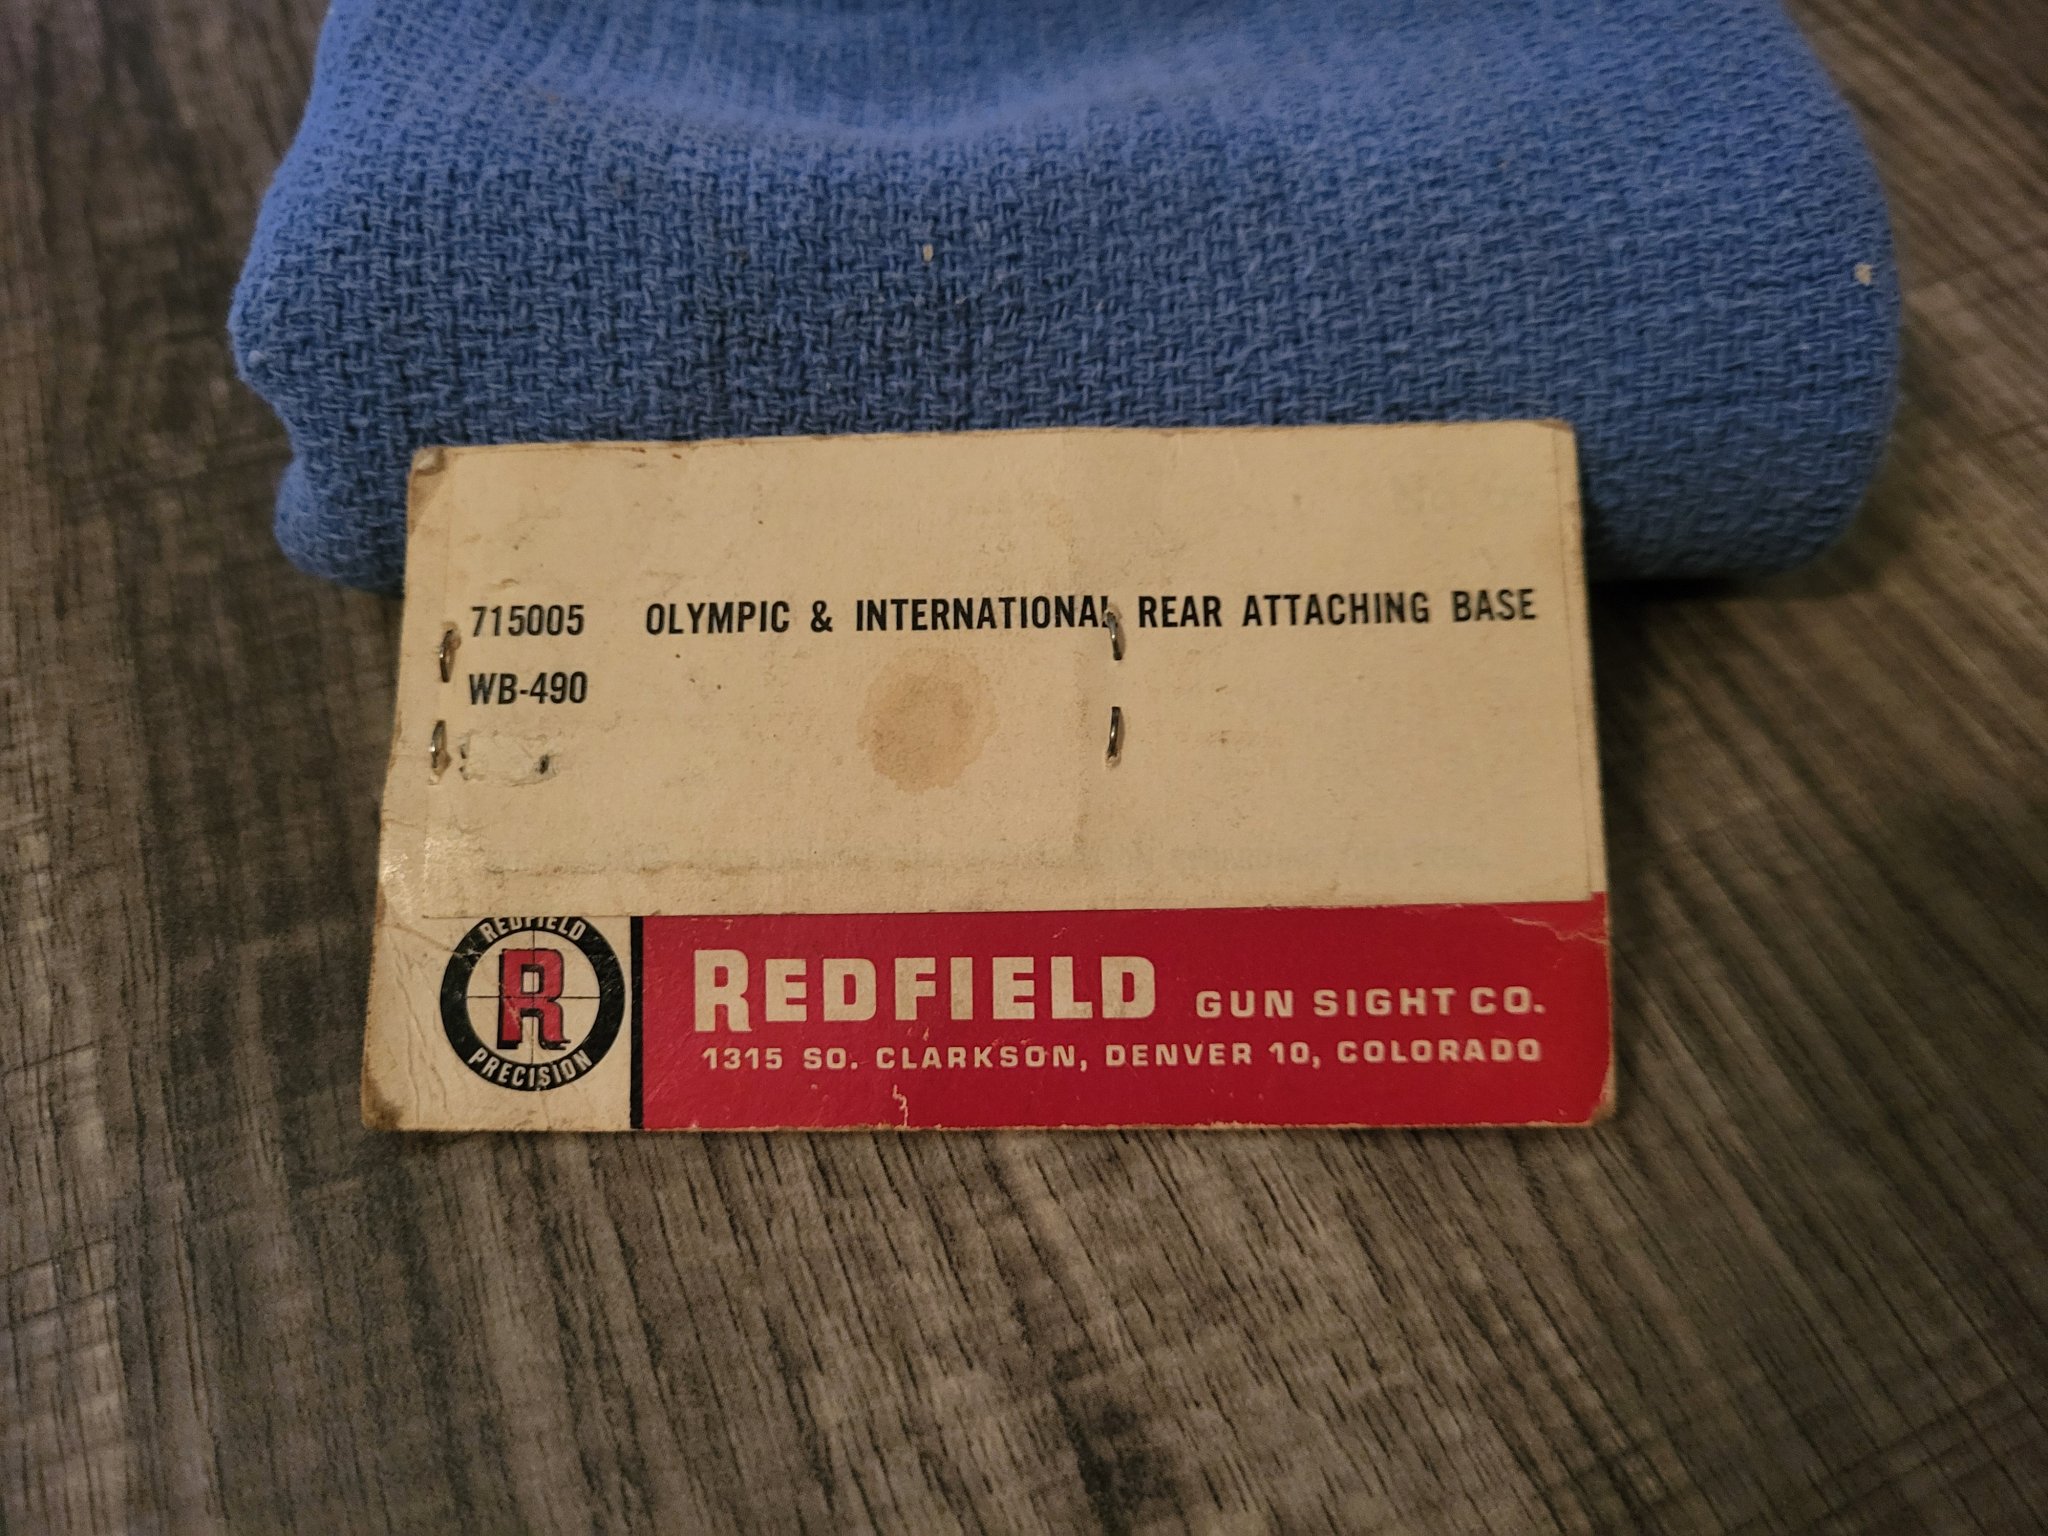 715005 OLYMPIC & INTERNATIONAL REAR ATTACHING BASE
WB-490
REDFIELD
R
PRECISION
REDFIELD GUN SIGHT CO.
1315 SO. CLARKSON, DENVER 10, COLORADO